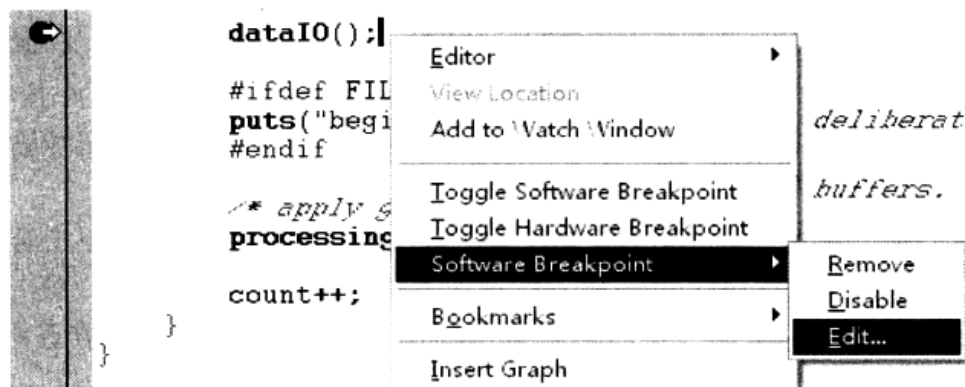 dataIO();
#ifdef FIL
puts("begi
#endif
/* apply s
processing
count++;
}
}
deliberat
buffers.
Editor
View Location
Add to Watch Window
Toggle Software Breakpoint
Toggle Hardware Breakpoint
Software Breakpoint
Bookmarks
Insert Graph
Remove
Disable
Edit...